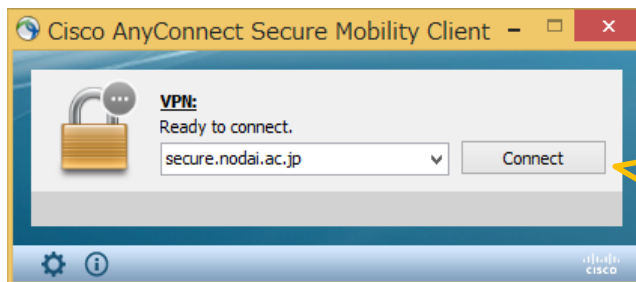 Cisco AnyConnect Secure Mobility Client
VPN:
Ready to connect.
secure.nodai.ac.jp
Connect
cisco